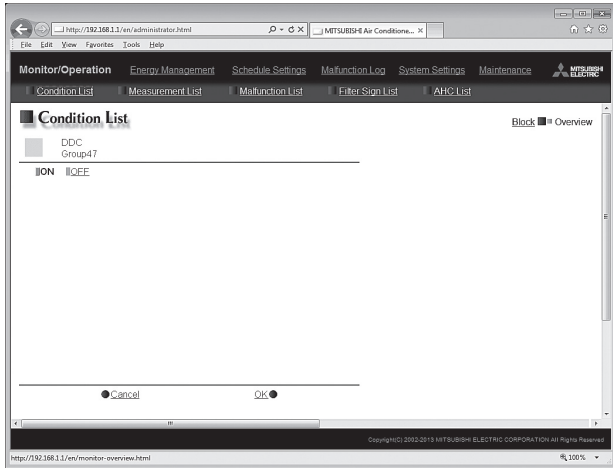 http://192.168.1.1/en/administrator.html
MITSUBISHI Air Conditione...
File Edit View Favorites Tools Help
Monitor/Operation Energy Management Schedule Settings Malfunction Log System Settings Maintenance MITSUBISHI ELECTRIC
Condition List Measurement List Malfunction List Filter Sign List AHC List
Condition List
Block Overview
DDC
Group47
ON OFF
Cancel OK
Copyright(C) 2002-2013 MITSUBISHI ELECTRIC CORPORATION All Rights Reserved
http://192.168.1.1/en/monitor-overview.html
100%